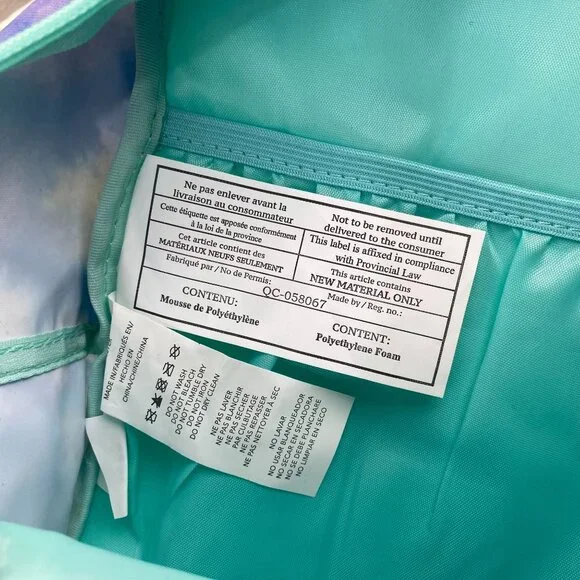 Ne pas enlever avant la
livraison au consommateur
Cette étiquette est apposée conformément
à la loi de la province
Cet article contient des
MATÉRIAUX NEUFS SEULEMENT
Fabriqué par / No de Permis:
QC-058067
CONTENU:
Mousse de Polyéthylène
Not to be removed until
delivered to the consumer
This label is affixed in compliance
with Provincial Law
This article contains
NEW MATERIAL ONLY
Made by / Reg. no.:
CONTENT:
Polyethylene Foam
MADE IN/FABRIQUÉS EN/
HECHO EN
CHINA/CHINE/CHINA
DO NOT WASH
DO NOT BLEACH
DO NOT TUMBLE DRY
DO NOT IRON
DO NOT DRY CLEAN
NE PAS LAVER
NE PAS BLANCHIR
NE PAS SÉCHER
PAR CULBUTAGE
NE PAS REPASSER
NE PAS NETTOYER À SEC
NO LAVAR
NO USAR BLANQUEADOR
NO SECAR EN SECADORA
NO SE DEBE PLANCHARE
NO LIMPIAR EN SECO